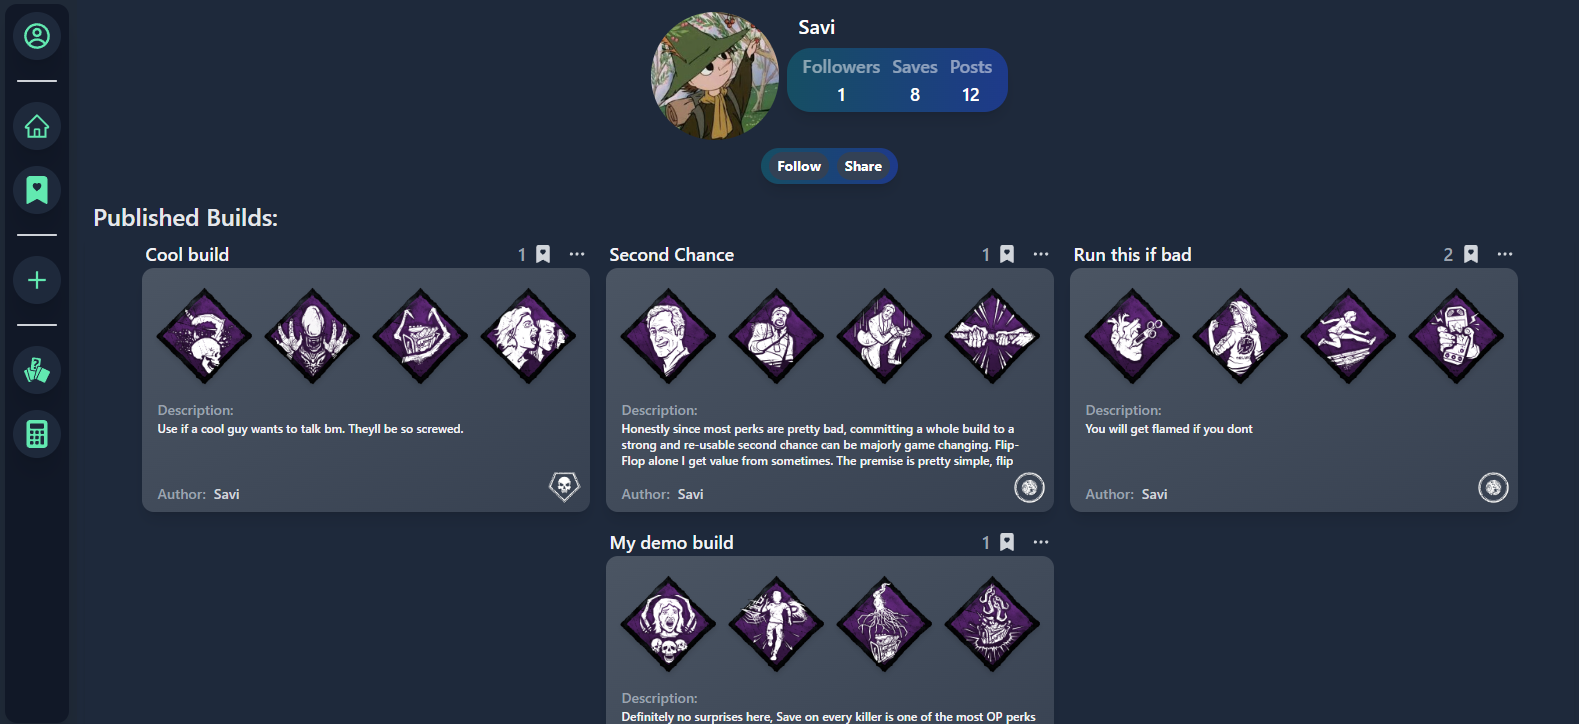 Savi
Followers Saves Posts
1 8 12
Follow Share
Published Builds:
Cool build 1
Description:
Use if a cool guy wants to talk bm. Theyll be so screwed.
Author: Savi
Second Chance 1
Description:
Honestly since most perks are pretty bad, committing a whole build to a
strong and re-usable second chance can be majorly game changing. Flip-
Flop alone I get value from sometimes. The premise is pretty simple, flip
Author: Savi
Run this if bad 2
Description:
You will get flamed if you dont
Author: Savi
My demo build 1
Description:
Definitely no surprises here, Save on every killer is one of the most OP perks